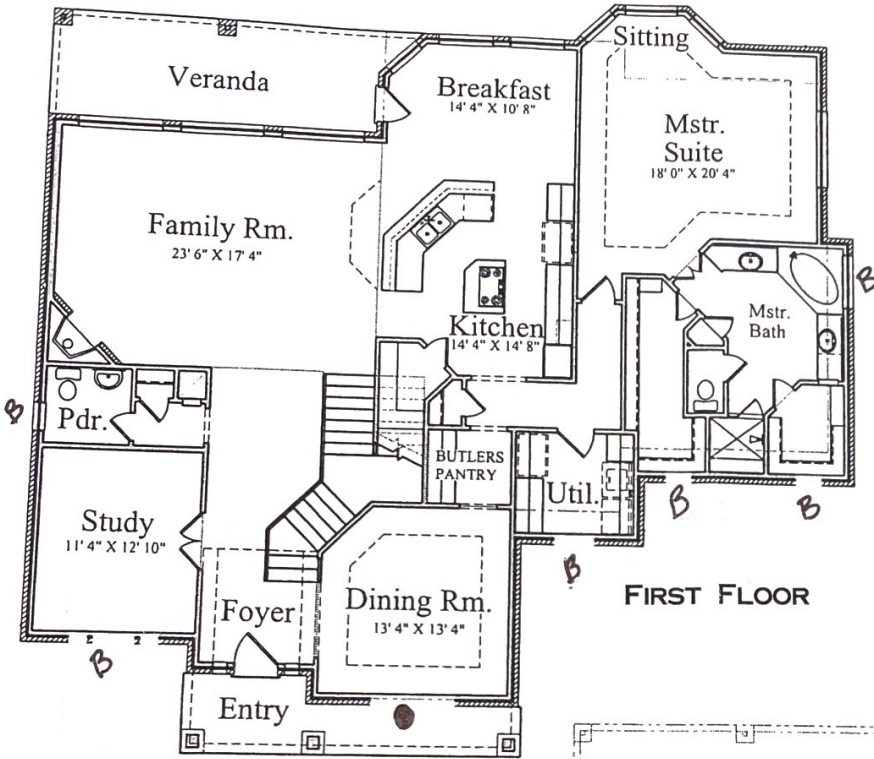 Sitting
Veranda
Breakfast
14' 4" X 10' 8"
Mstr.
Suite
18' 0" X 20' 4"
Family Rm.
23' 6" X 17' 4"
B
Mstr.
Bath
Kitchen
14' 4" X 14' 8"
B
Pdr.
BUTLERS
PANTRY
Util.
B
B
Study
11' 4" X 12' 10"
B
FIRST FLOOR
Foyer
Dining Rm.
13' 4" X 13' 4"
B
Entry